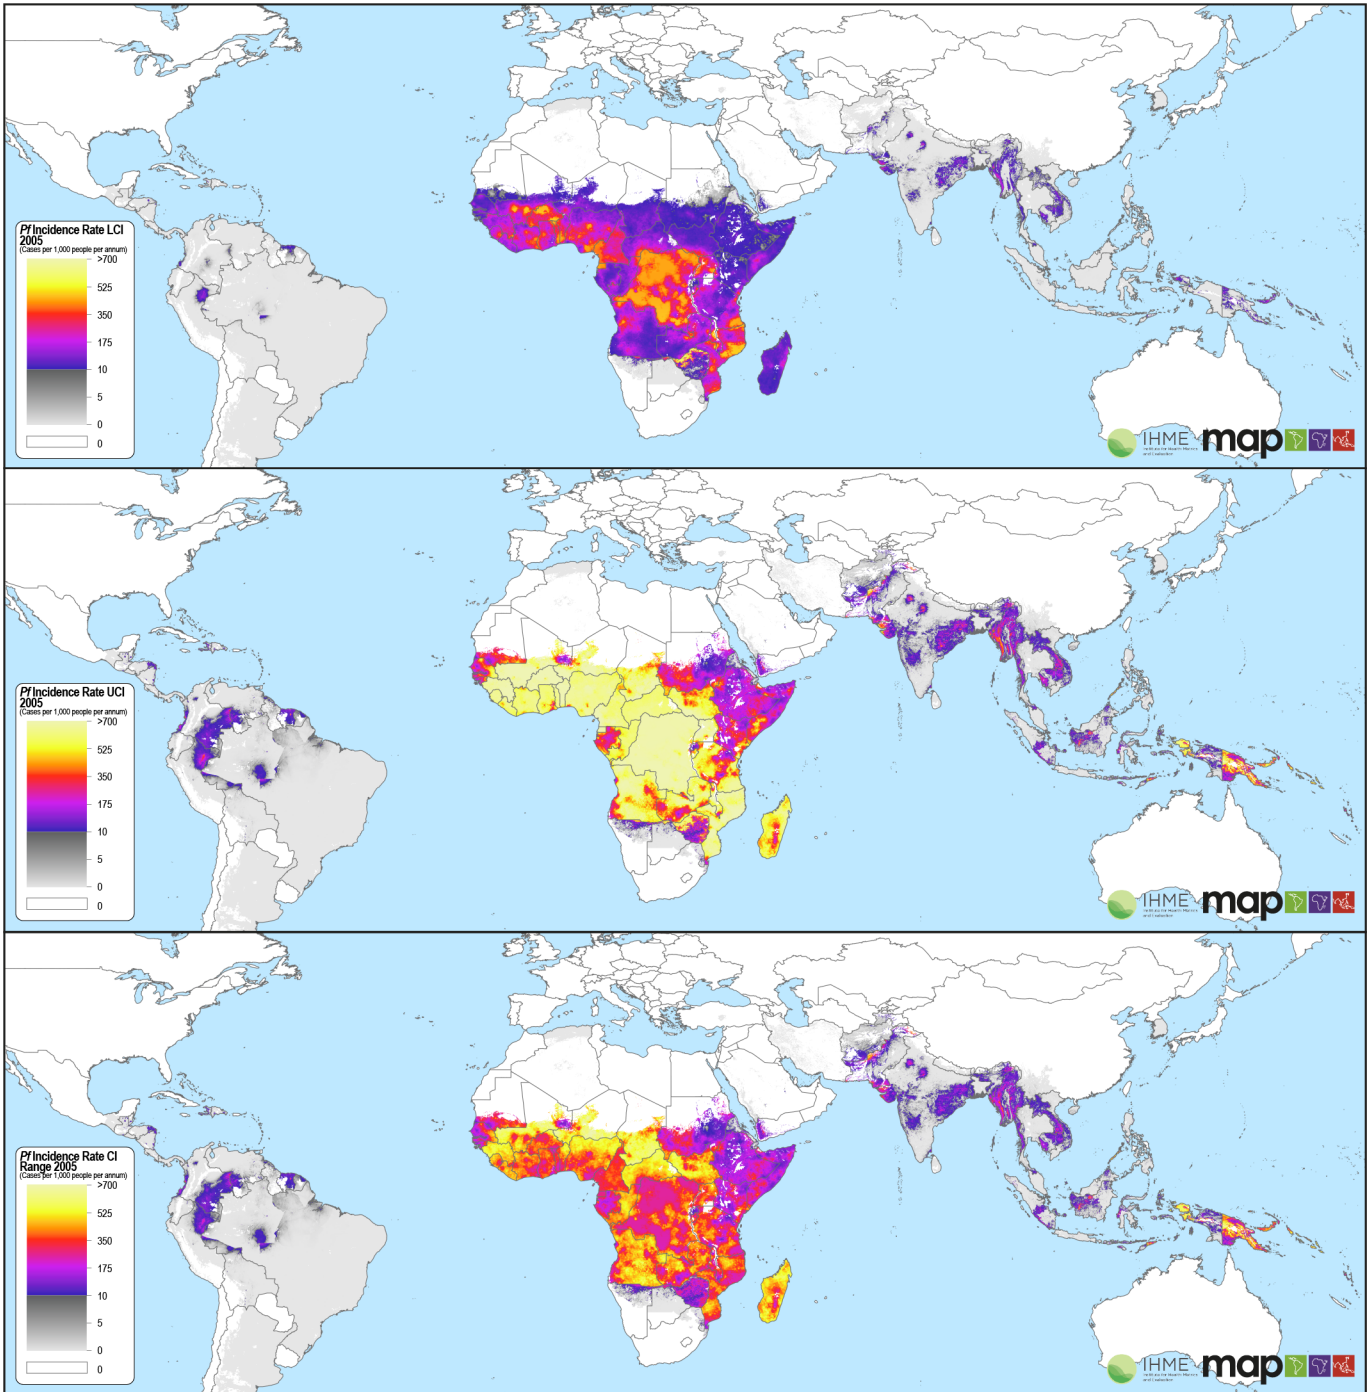 Pf Incidence Rate LCI
2005
(Cases per 1,000 people per annum)
>700
525
350
175
10
5
0
0
IHME
map
Pf Incidence Rate UCI
2005
(Cases per 1,000 people per annum)
>700
525
350
175
10
5
0
0
IHME
map
Pf Incidence Rate CI
Range 2005
(Cases per 1,000 people per annum)
>700
525
350
175
10
5
0
0
IHME
map